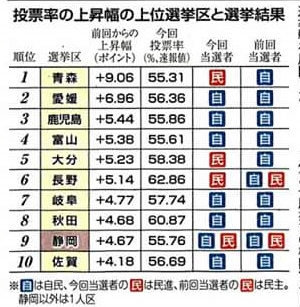 投票率の上昇幅の上位選挙区と選挙結果
順位 選挙区 前回からの上昇幅(ポイント) 今回投票率(%、速報値) 今回当選者 前回当選者
1 青森 +9.06 55.31 民 自
2 愛媛 +6.96 56.36 自 自
3 鹿児島 +5.44 55.86 自 自
4 富山 +5.38 55.61 自 自
5 大分 +5.23 58.38 民 自
6 長野 +5.14 62.86 民 自 民
7 岐阜 +4.77 57.74 自 自
8 秋田 +4.68 60.87 自 自
9 静岡 +4.67 55.76 自 民 自 民
10 佐賀 +4.18 56.69 自 自
※自は自民、今回当選者の民は民進、前回当選者の民は民主。
静岡以外は1人区